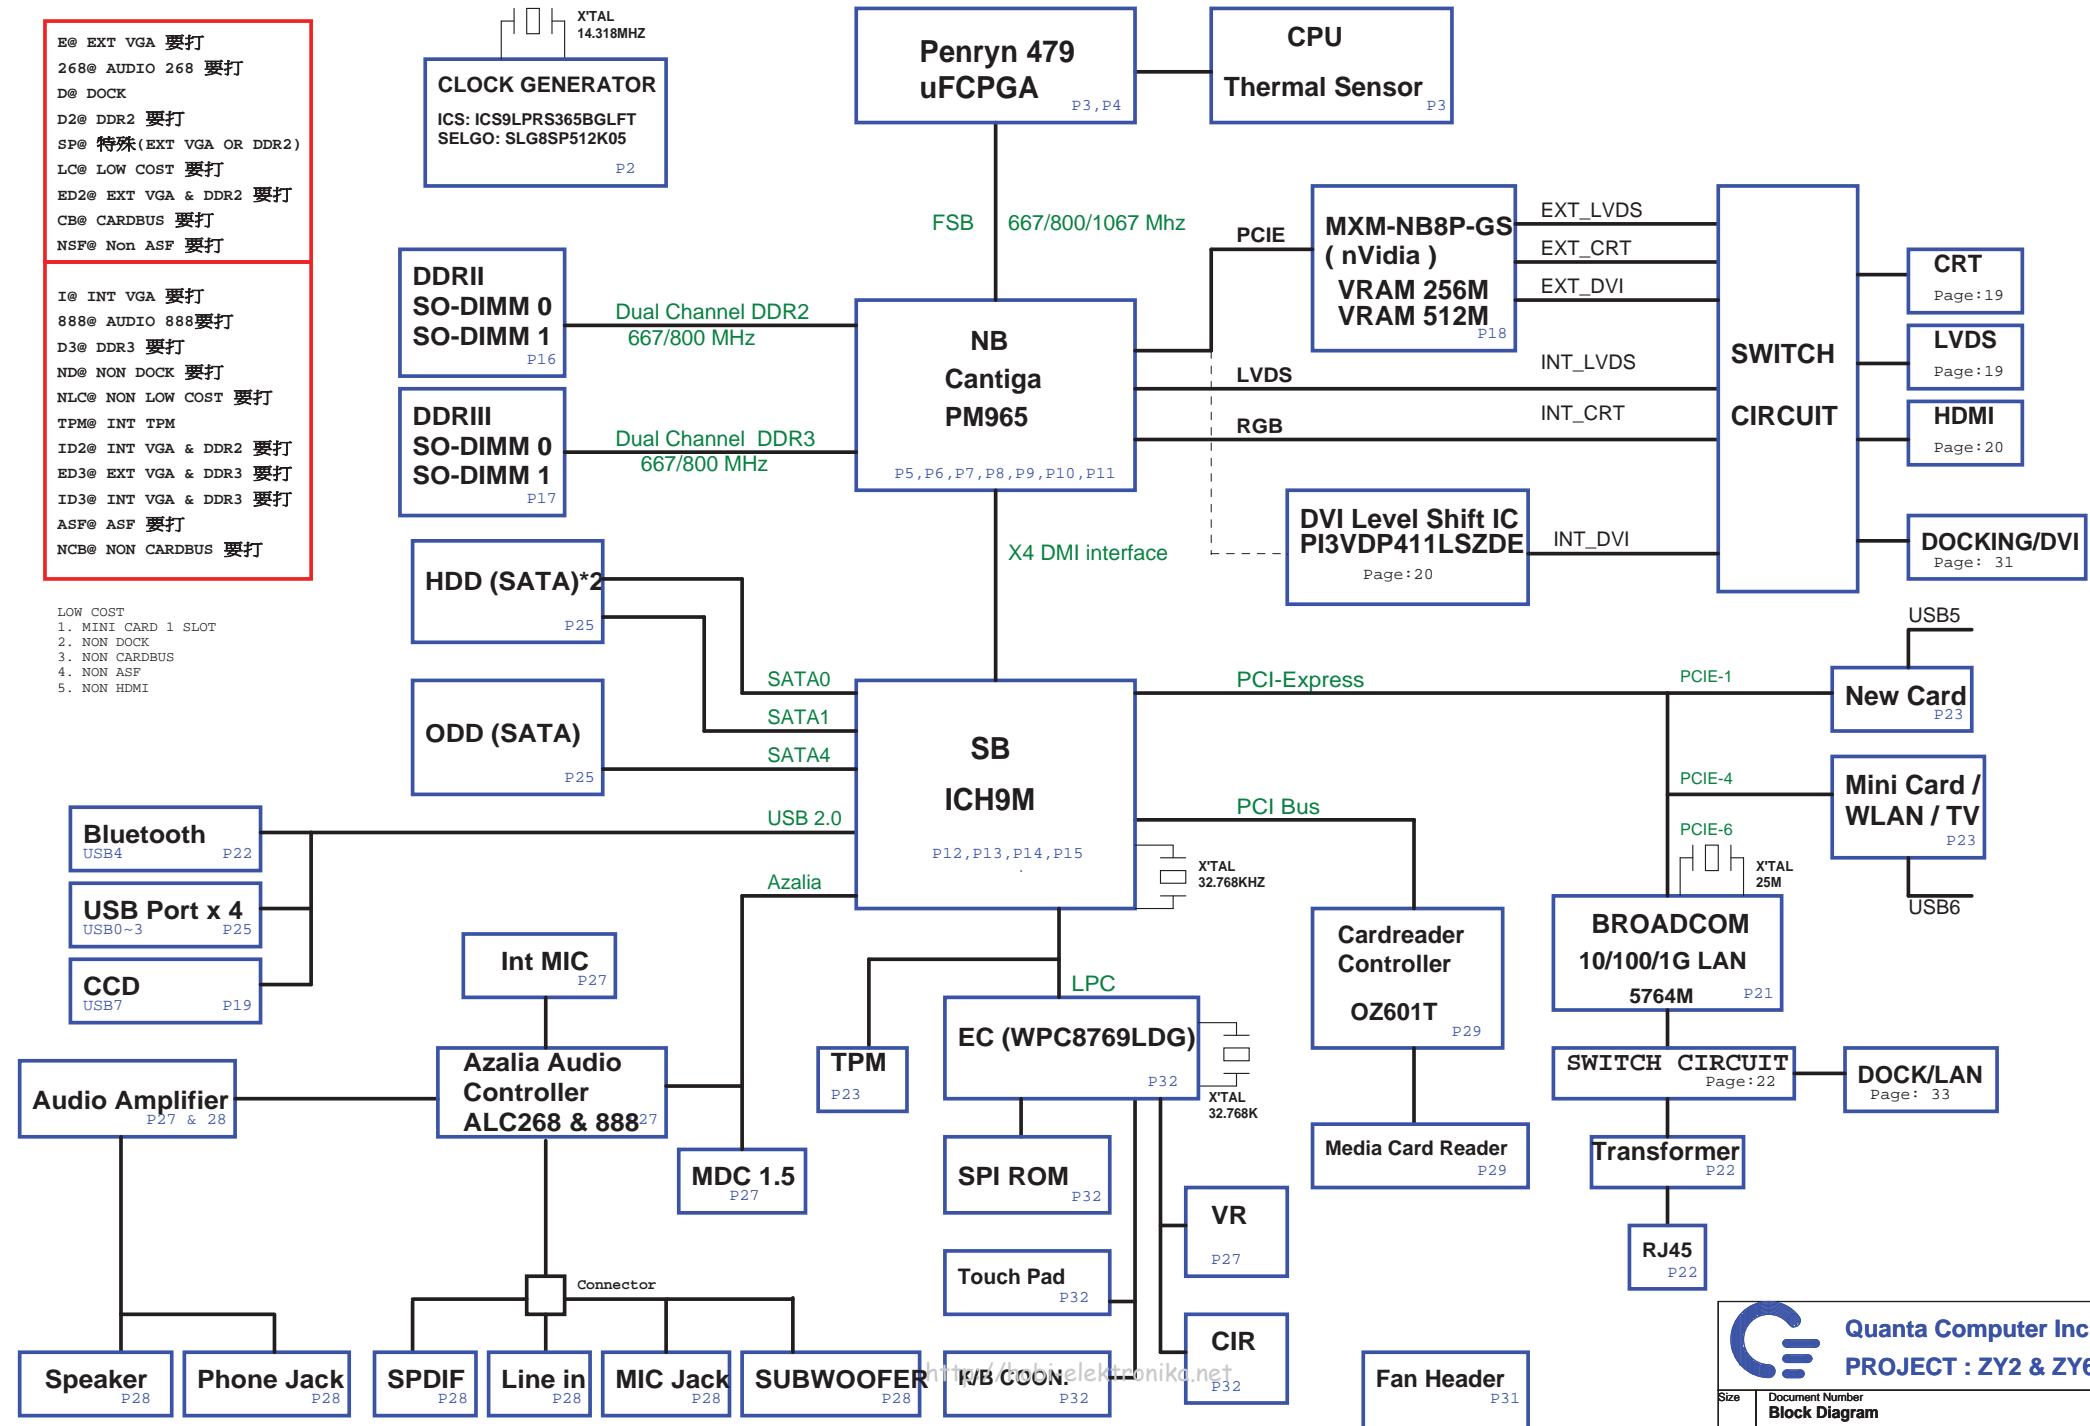 E@ EXT VGA 要打
268@ AUDIO 268 要打
D@ DOCK
D2@ DDR2 要打
SP@ 特殊(EXT VGA OR DDR2)
LC@ LOW COST 要打
ED2@ EXT VGA & DDR2 要打
CB@ CARDBUS 要打
NSF@ Non ASF 要打
I@ INT VGA 要打
888@ AUDIO 888要打
D3@ DDR3 要打
ND@ NON DOCK 要打
NLC@ NON LOW COST 要打
TPM@ INT TPM
ID2@ INT VGA & DDR2 要打
ED3@ EXT VGA & DDR3 要打
ID3@ INT VGA & DDR3 要打
ASF@ ASF 要打
NCB@ NON CARDBUS 要打
LOW COST
1. MINI CARD 1 SLOT
2. NON DOCK
3. NON CARDBUS
4. NON ASF
5. NON HDMI
X'TAL
14.318MHZ
CLOCK GENERATOR
ICS: ICS9LPRS365BGLFT
SELGO: SLG8SP512K05
P2
Penryn 479
uFCPGA
P3,P4
CPU
Thermal Sensor
P3
FSB
667/800/1067 Mhz
DDRII
SO-DIMM 0
SO-DIMM 1
P16
Dual Channel DDR2
667/800 MHz
DDRIII
SO-DIMM 0
SO-DIMM 1
P17
Dual Channel DDR3
667/800 MHz
NB
Cantiga
PM965
P5,P6,P7,P8,P9,P10,P11
PCIE
LVDS
RGB
MXM-NB8P-GS
( nVidia )
VRAM 256M
VRAM 512M
P18
EXT_LVDS
EXT_CRT
EXT_DVI
INT_LVDS
INT_CRT
DVI Level Shift IC
PI3VDP411LSZDE
Page:20
INT_DVI
SWITCH
CIRCUIT
CRT
Page:19
LVDS
Page:19
HDMI
Page:20
DOCKING/DVI
Page: 31
X4 DMI interface
HDD (SATA)*2
P25
ODD (SATA)
P25
SATA0
SATA1
SATA4
USB 2.0
Azalia
SB
ICH9M
P12,P13,P14,P15
X'TAL
32.768KHZ
PCI-Express
PCI Bus
PCIE-1
PCIE-4
PCIE-6
USB5
New Card
P23
Mini Card /
WLAN / TV
P23
USB6
X'TAL
25M
BROADCOM
10/100/1G LAN
5764M
P21
SWITCH CIRCUIT
Page:22
DOCK/LAN
Page: 33
Transformer
P22
RJ45
P22
Bluetooth
USB4
P22
USB Port x 4
USB0~3
P25
CCD
USB7
P19
Int MIC
P27
Azalia Audio
Controller
ALC268 & 888
27
Audio Amplifier
P27 & 28
MDC 1.5
P27
TPM
P23
LPC
EC (WPC8769LDG)
P32
X'TAL
32.768K
Cardreader
Controller
OZ601T
P29
Media Card Reader
P29
SPI ROM
P32
Touch Pad
P32
K/B COON.
P32
VR
P27
CIR
P32
Fan Header
P31
Connector
Speaker
P28
Phone Jack
P28
SPDIF
P28
Line in
P28
MIC Jack
P28
SUBWOOFER
P28
http://hobi-elektronika.net
Quanta Computer Inc
PROJECT : ZY2 & ZY6
Size
Document Number
Block Diagram